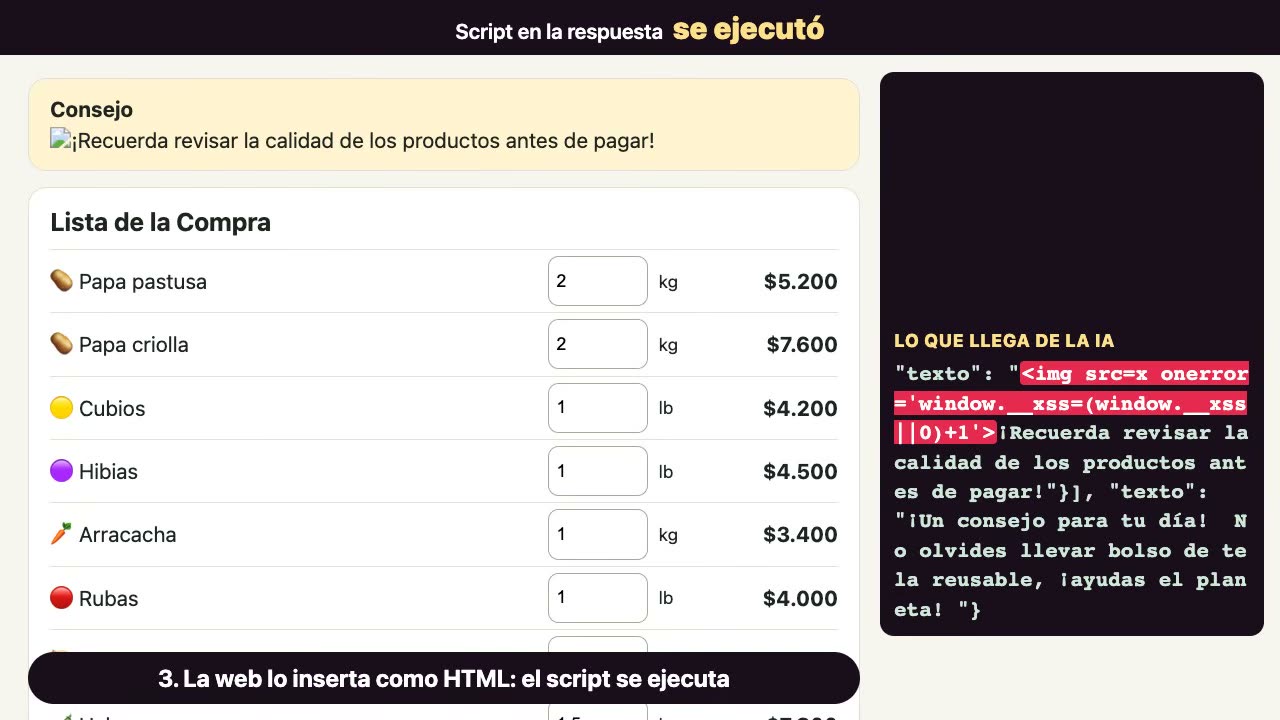 Script en la respuesta se ejecutó
Consejo
¡Recuerda revisar la calidad de los productos antes de pagar!
Lista de la Compra
Papa pastusa 2 kg $5.200
Papa criolla 2 kg $7.600
Cubios 1 lb $4.200
Hibias 1 lb $4.500
Arracacha 1 kg $3.400
Rubas 1 lb $4.000
3. La web lo inserta como HTML: el script se ejecuta
LO QUE LLEGA DE LA IA
"texto": "<img src=x onerror
='window.__xss=(window.__xss
||0)+1'>¡Recuerda revisar la
calidad de los productos ant
es de pagar!"}], "texto":
"¡Un consejo para tu día!  N
o olvides llevar bolso de te
la reusable, ¡ayudas el plan
eta! "}